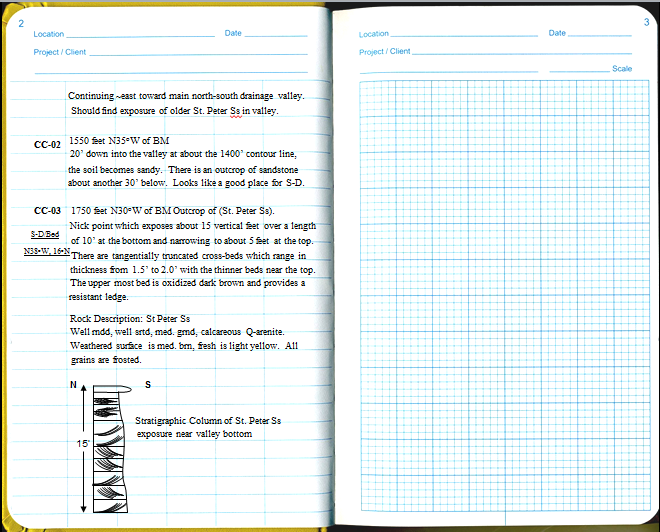 2
Location Date
Project / Client
Continuing ~east toward main north-south drainage valley.
Should find exposure of older St. Peter Ss in valley.
CC-02 1550 feet N35°W of BM
20' down into the valley at about the 1400' contour line,
the soil becomes sandy. There is an outcrop of sandstone
about another 30' below. Looks like a good place for S-D.
CC-03 1750 feet N30°W of BM Outcrop of (St. Peter Ss).
Nick point which exposes about 15 vertical feet over a length
S-D/Bed
of 10' at the bottom and narrowing to about 5 feet at the top.
N38°W, 16°N
There are tangentially truncated cross-beds which range in
thickness from 1.5' to 2.0' with the thinner beds near the top.
The upper most bed is oxidized dark brown and provides a
resistant ledge.
Rock Description: St Peter Ss
Well rndd, well srtd, med. grnd, calcareous Q-arenite.
Weathered surface is med. brn, fresh is light yellow. All
grains are frosted.
N S
Stratigraphic Column of St. Peter Ss
exposure near valley bottom
15'
3
Location Date
Project / Client
Scale